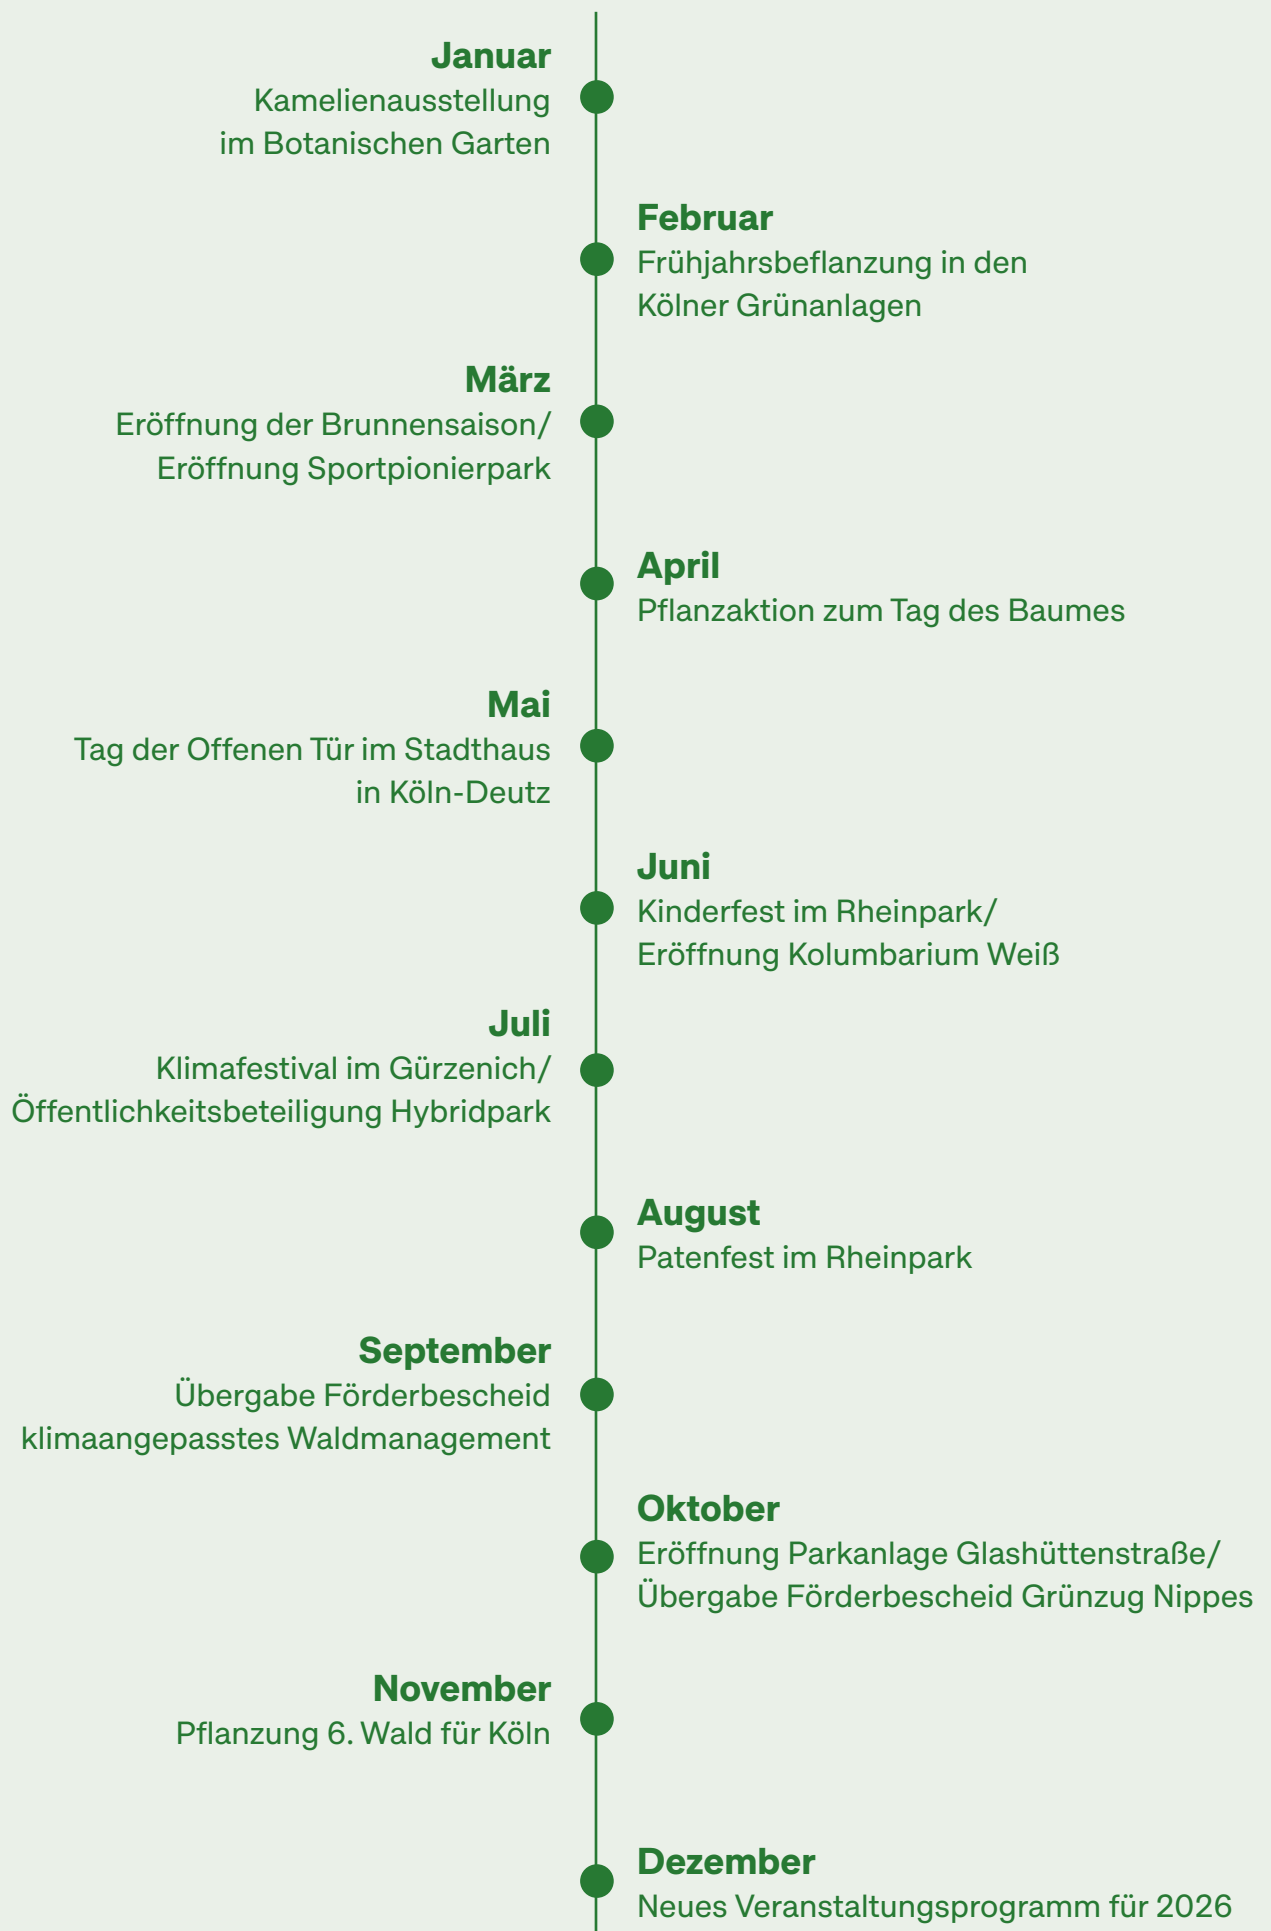 Januar
Kamelienausstellung
im Botanischen Garten
Februar
Frühjahrsbeflanzung in den
Kölner Grünanlagen
März
Eröffnung der Brunnensaison/
Eröffnung Sportpionierpark
April
Pflanzaktion zum Tag des Baumes
Mai
Tag der Offenen Tür im Stadthaus
in Köln-Deutz
Juni
Kinderfest im Rheinpark/
Eröffnung Kolumbarium Weiß
Juli
Klimafestival im Gürzenich/
Öffentlichkeitsbeteiligung Hybridpark
August
Patenfest im Rheinpark
September
Übergabe Förderbescheid
klimaangepasstes Waldmanagement
Oktober
Eröffnung Parkanlage Glashüttenstraße/
Übergabe Förderbescheid Grünzug Nippes
November
Pflanzung 6. Wald für Köln
Dezember
Neues Veranstaltungsprogramm für 2026